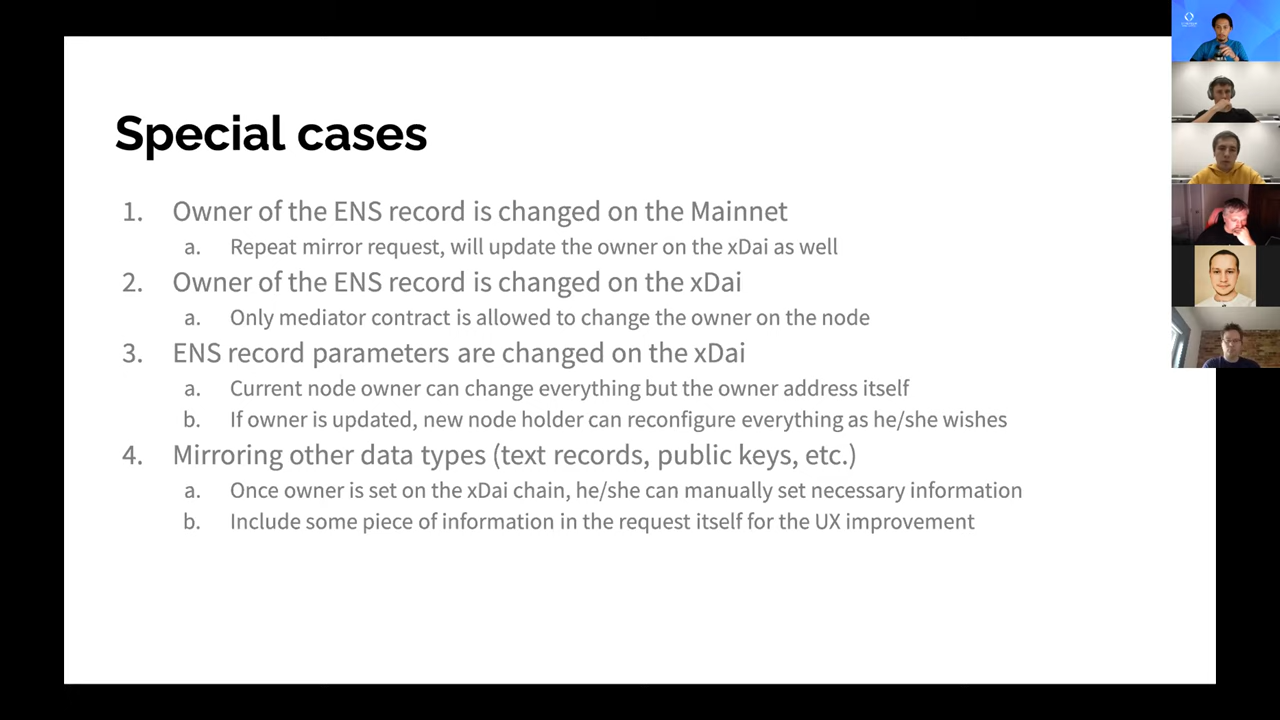 Special cases
1. Owner of the ENS record is changed on the Mainnet
a. Repeat mirror request, will update the owner on the xDai as well
2. Owner of the ENS record is changed on the xDai
a. Only mediator contract is allowed to change the owner on the node
3. ENS record parameters are changed on the xDai
a. Current node owner can change everything but the owner address itself
b. If owner is updated, new node holder can reconfigure everything as he/she wishes
4. Mirroring other data types (text records, public keys, etc.)
a. Once owner is set on the xDai chain, he/she can manually set necessary information
b. Include some piece of information in the request itself for the UX improvement